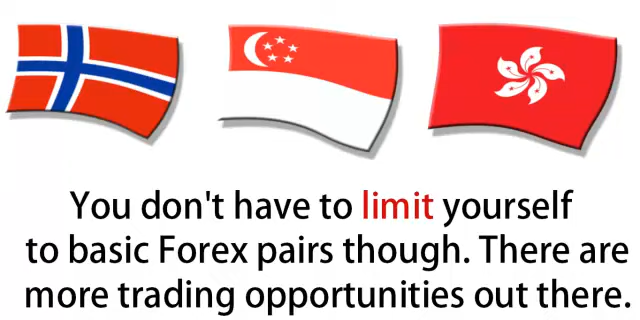 You don't have to limit yourself
to basic Forex pairs though. There are
more trading opportunities out there.